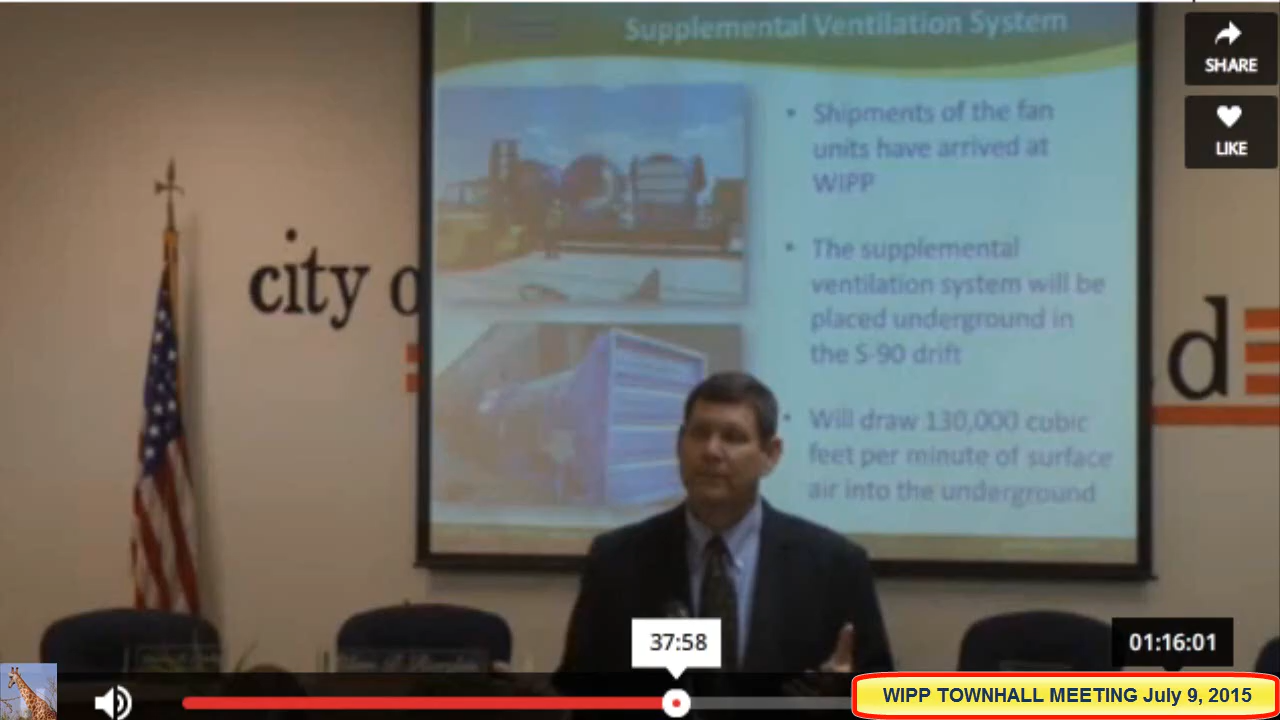 Supplemental Ventilation System
SHARE
LIKE
• Shipments of the fan
units have arrived at
WIPP
• The supplemental
ventilation system will be
placed underground in
the S-90 drift
• Will draw 130,000 cubic
feet per minute of surface
air into the underground
city o
d
37:58
01:16:01
WIPP TOWNHALL MEETING July 9, 2015